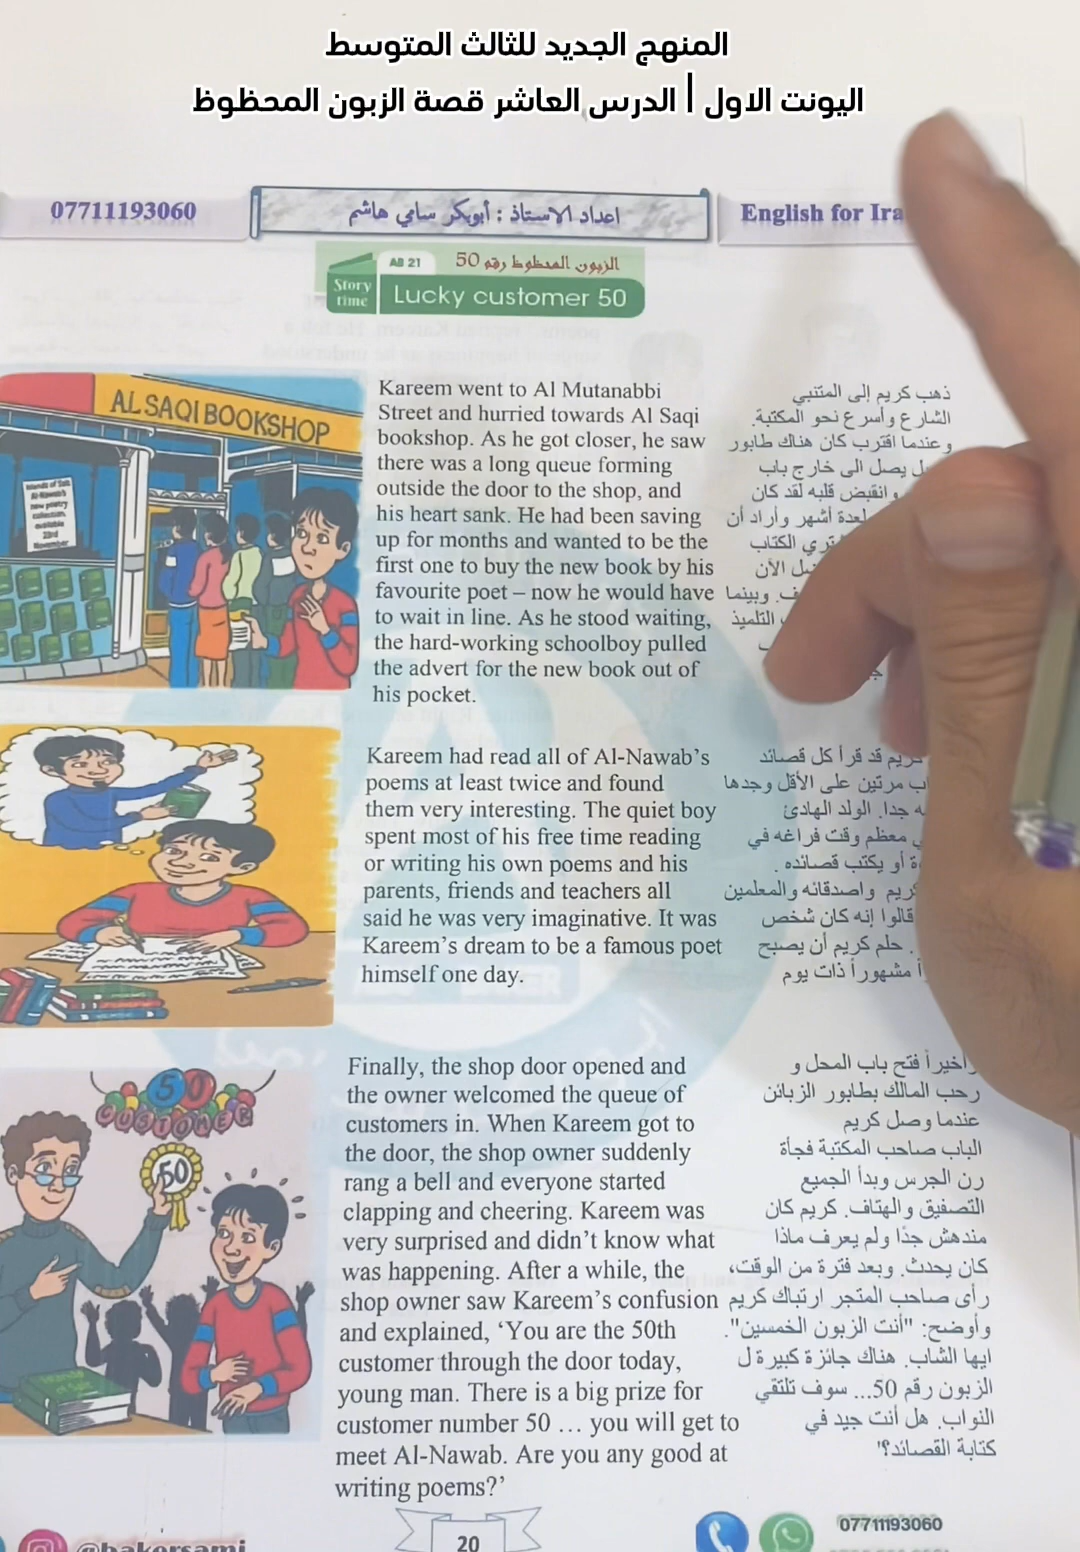 المنهج الجديد للثالث المتوسط
اليونت الاول | الدرس العاشر قصة الزبون المحظوظ
07711193060
اعداد الاستاذ : أبوبكر سامي هاشم
English for Ira
AB 21
الزبون المحظوظ رقم 50
Story time
Lucky customer 50
AL SAQI BOOKSHOP
Kareem went to Al Mutanabbi
Street and hurried towards Al Saqi
bookshop. As he got closer, he saw
there was a long queue forming
outside the door to the shop, and
his heart sank. He had been saving
up for months and wanted to be the
first one to buy the new book by his
favourite poet – now he would have
to wait in line. As he stood waiting,
the hard-working schoolboy pulled
the advert for the new book out of
his pocket.
ذهب كريم إلى المتنبي
الشارع وأسرع نحو المكتبة.
وعندما اقترب كان هناك طابور
يصل الى خارج باب
انقبض قلبه لقد كان
لعدة أشهر وأراد أن
الكتاب
الآن
وبينما
التلميذ
Kareem had read all of Al-Nawab's
poems at least twice and found
them very interesting. The quiet boy
spent most of his free time reading
or writing his own poems and his
parents, friends and teachers all
said he was very imaginative. It was
Kareem's dream to be a famous poet
himself one day.
قد قرأ كل قصائد
مرتين على الأقل وجدها
جدا. الولد الهادئ
معظم وقت فراغه في
أو يكتب قصائده.
واصدقائه والمعلمين
قالوا إنه كان شخص
حلم كريم أن يصبح
مشهوراً ذات يوم
50
CUSTOMER
50
Finally, the shop door opened and
the owner welcomed the queue of
customers in. When Kareem got to
the door, the shop owner suddenly
rang a bell and everyone started
clapping and cheering. Kareem was
very surprised and didn't know what
was happening. After a while, the
shop owner saw Kareem's confusion
and explained, ‘You are the 50th
customer through the door today,
young man. There is a big prize for
customer number 50 … you will get to
meet Al-Nawab. Are you any good at
writing poems?’
أخيراً فتح باب المحل و
رحب المالك بطابور الزبائن
عندما وصل كريم
الباب صاحب المكتبة فجأة
رن الجرس وبدأ الجميع
التصفيق والهتاف. كريم كان
مندهش جدًا ولم يعرف ماذا
كان يحدث. وبعد فترة من الوقت،
رأى صاحب المتجر ارتباك كريم
وأوضح: "أنت الزبون الخمسين".
ايها الشاب. هناك جائزة كبيرة ل
الزبون رقم 50... سوف تلتقي
النواب. هل أنت جيد في
كتابة القصائد؟'
@bakersami
20
07711193060